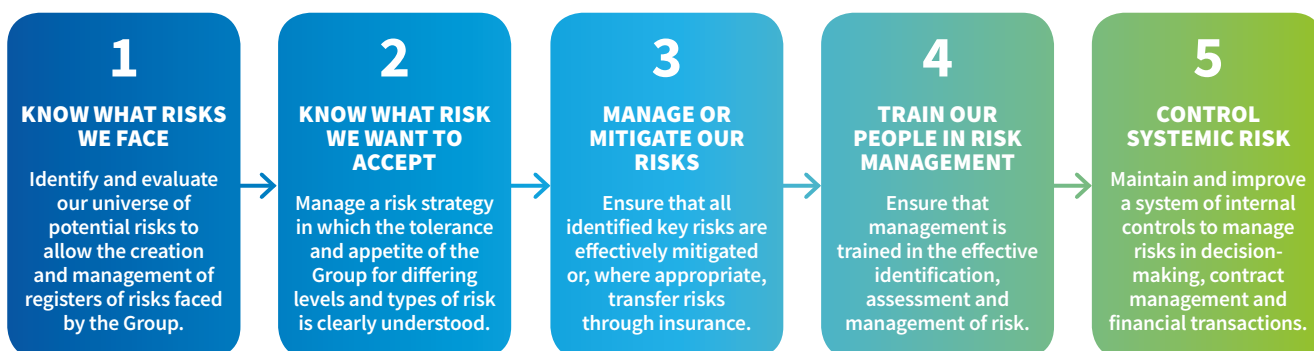 1
KNOW WHAT RISKS
WE FACE
Identify and evaluate
our universe of
potential risks to
allow the creation
and management of
registers of risks faced
by the Group.
2
KNOW WHAT RISK
WE WANT TO
ACCEPT
Manage a risk strategy
in which the tolerance
and appetite of the
Group for differing
levels and types of risk
is clearly understood.
3
MANAGE OR
MITIGATE OUR
RISKS
Ensure that all
identified key risks are
effectively mitigated
or, where appropriate,
transfer risks
through insurance.
4
TRAIN OUR
PEOPLE IN RISK
MANAGEMENT
Ensure that
management is
trained in the effective
identification,
assessment and
management of risk.
5
CONTROL
SYSTEMIC RISK
Maintain and improve
a system of internal
controls to manage
risks in decision-
making, contract
management and
financial transactions.